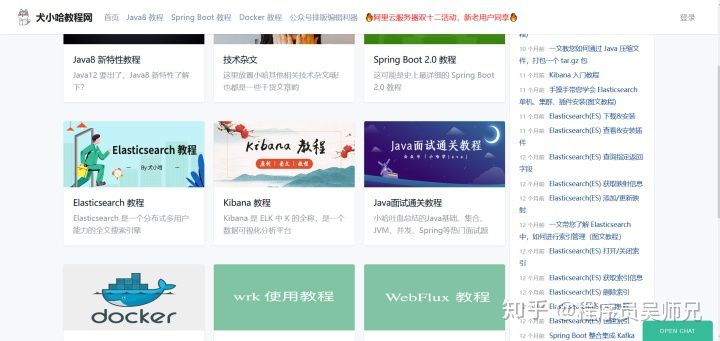 犬小哈教程网
首页 Java8 教程 Spring Boot 教程 Docker 教程 公众号排版编辑利器 🔥阿里云服务器双十二活动，新老用户同享🔥
登录
Java8 新特性教程
Java12 要出了，Java8 新特性了解
下?
技术杂文
这里放置小哈其他相关技术杂文啦!
也都是一些干货文章哟
Spring Boot 2.0 教程
这可能是史上最详细的 Spring Boot
2.0 教程
Elasticsearch 教程
By 犬小哈
Elasticsearch 教程
Elasticsearch 是一个分布式多用户
能力的全文搜索引擎
Kibana 教程
Kibana 教程
Kibana 是 ELK 中 K 的全称，是一个
数据可视化分析平台
Java面试通关教程
Java面试通关教程
小哈吐血总结的Java基础、集合、
JVM、并发、Spring等热门面试题
docker
wrk 使用教程
WebFlux 教程
10 个月前 一文教您如何通过 Java 压缩文
件，打包一个 tar.gz 包
11 个月前 Kibana 入门教程
11 个月前 手摸手带您学会 Elasticsearch
单机、集群、插件安装(图文教程)
12 个月前 Elasticsearch(ES) 下载&安装
12 个月前 Elasticsearch(ES) 查看&安装插
件
12 个月前 Elasticsearch(ES) 查询指定返回
字段
12 个月前 Elasticsearch(ES) 获取映射信息
12 个月前 Elasticsearch(ES) 添加/更新映
射
12 个月前 一文带您了解 Elasticsearch
中，如何进行索引管理（图文教程）
12 个月前 Elasticsearch(ES) 打开/关闭索
引
12 个月前 Elasticsearch(ES) 获取索引信息
12 个月前 Elasticsearch(ES) 删除索引
Spring Boot 整合集成 Kafka
知乎 @程序员吴师兄
OPEN CHAT